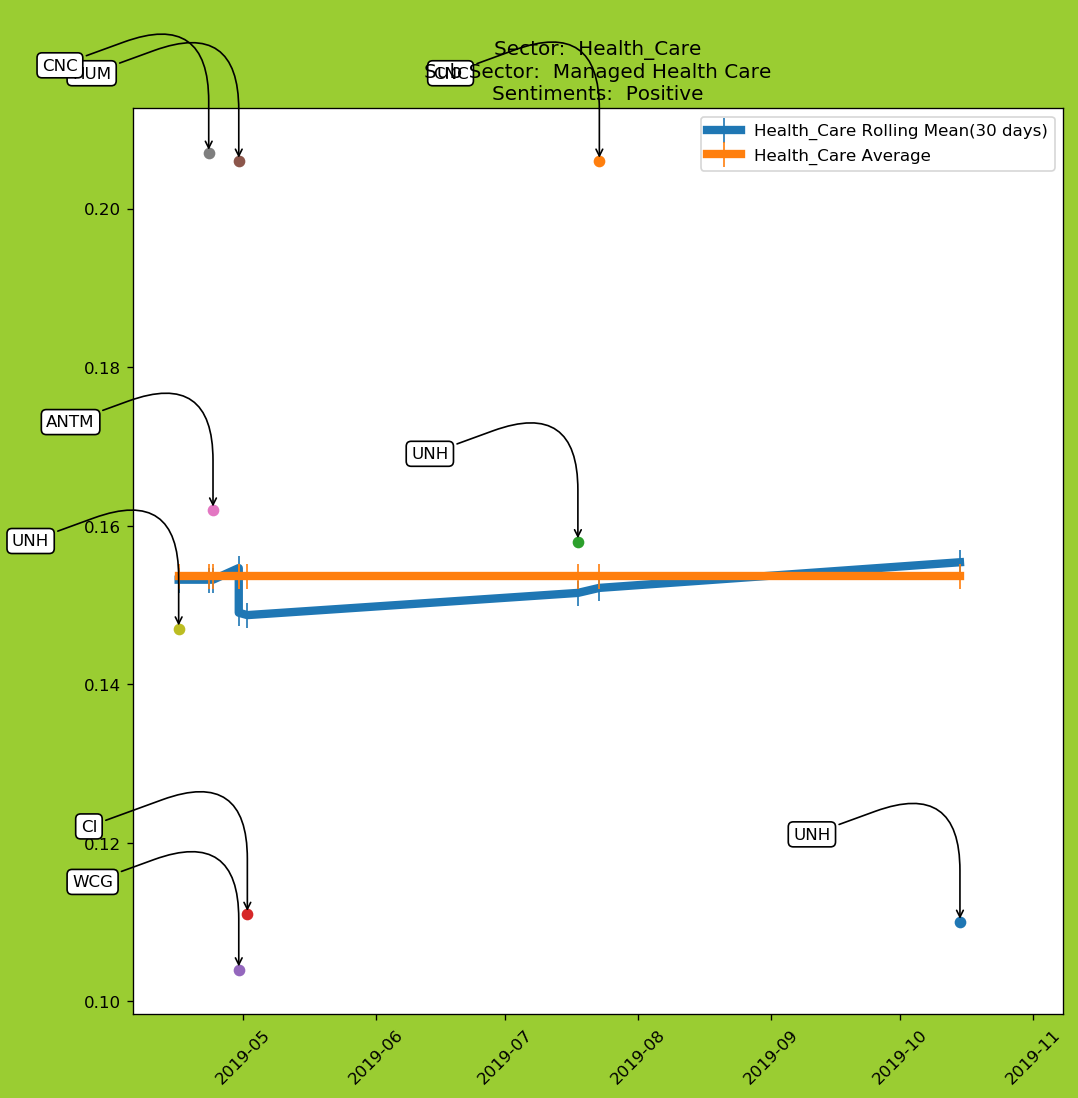 Sector:  Health_Care
Sub Sector:  Managed Health Care
Sentiments:  Positive
CNC
CNC
Health_Care Rolling Mean(30 days)
Health_Care Average
0.20
0.18
ANTM
UNH
0.16
UNH
0.14
CI
0.12
UNH
WCG
0.10
2019-05
2019-06
2019-07
2019-08
2019-09
2019-10
2019-11